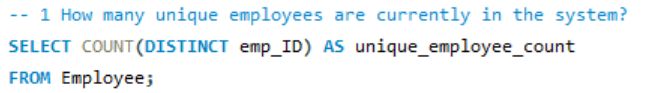 -- 1 How many unique employees are currently in the system?
SELECT COUNT(DISTINCT emp_ID) AS unique_employee_count
FROM Employee;